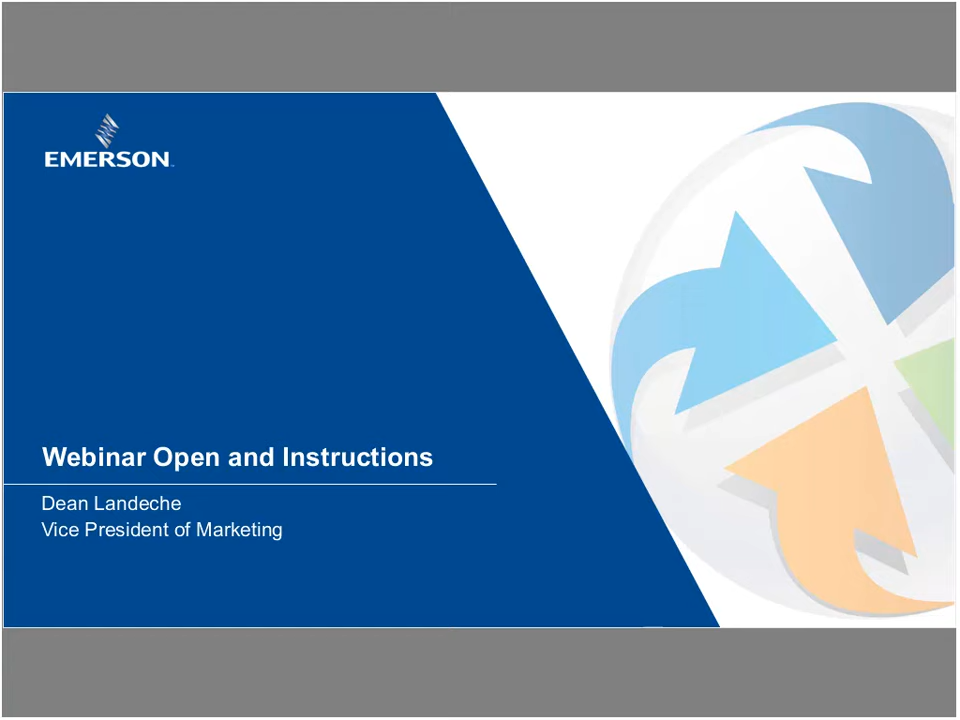 EMERSON
Webinar Open and Instructions
Dean Landeche
Vice President of Marketing